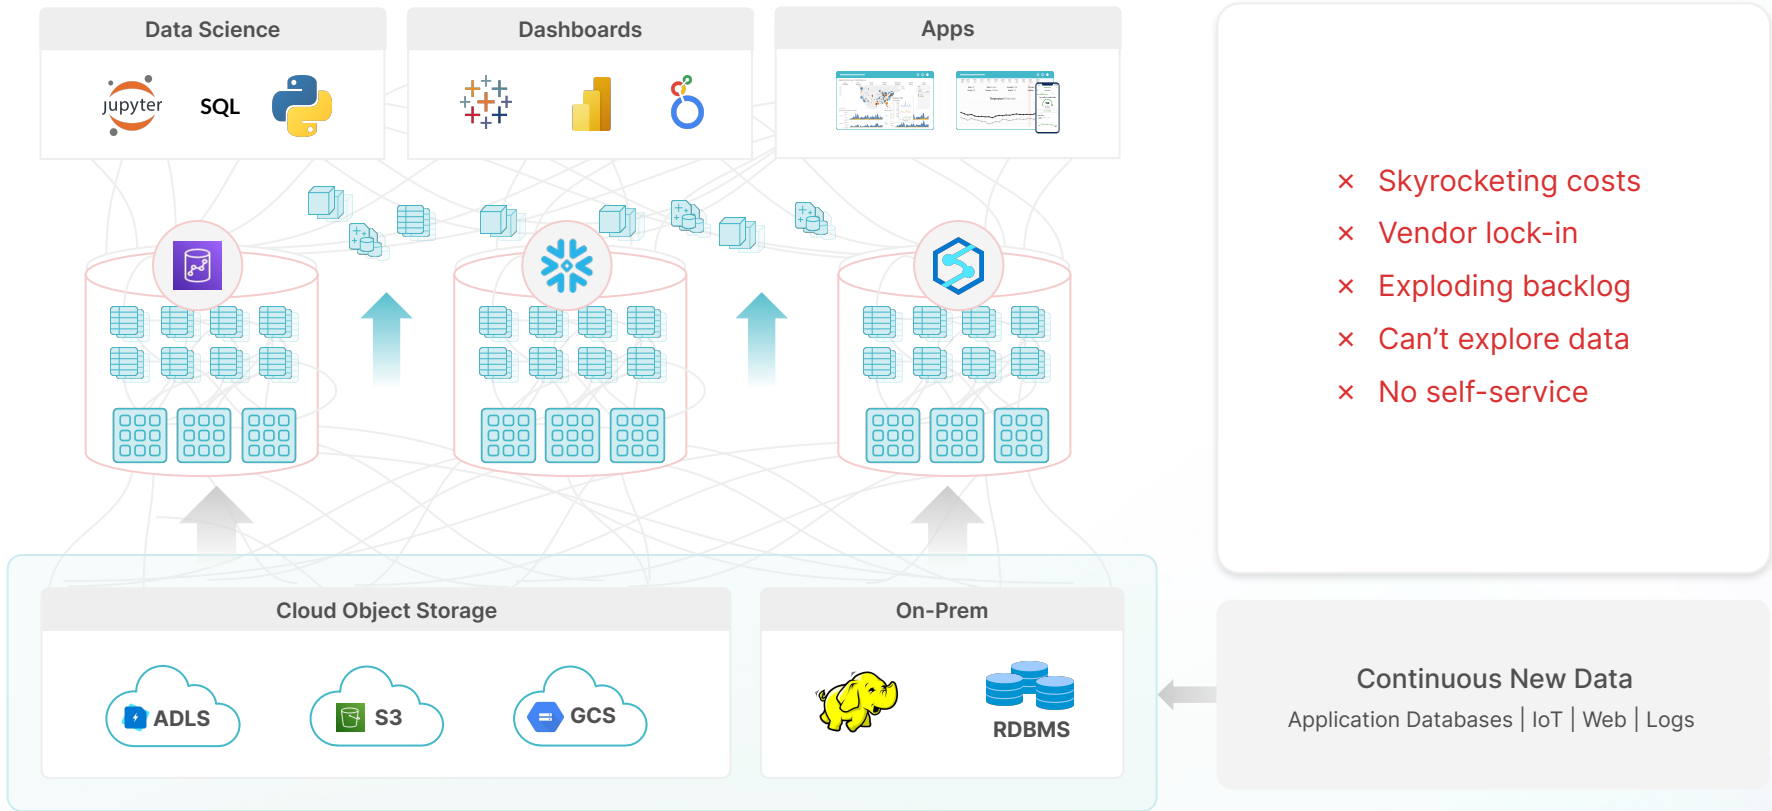 Data Science
Dashboards
Apps
jupyter
SQL
Skyrocketing costs
Vendor lock-in
Exploding backlog
Can’t explore data
No self-service
Cloud Object Storage
On-Prem
ADLS
S3
GCS
RDBMS
Continuous New Data
Application Databases | IoT | Web | Logs